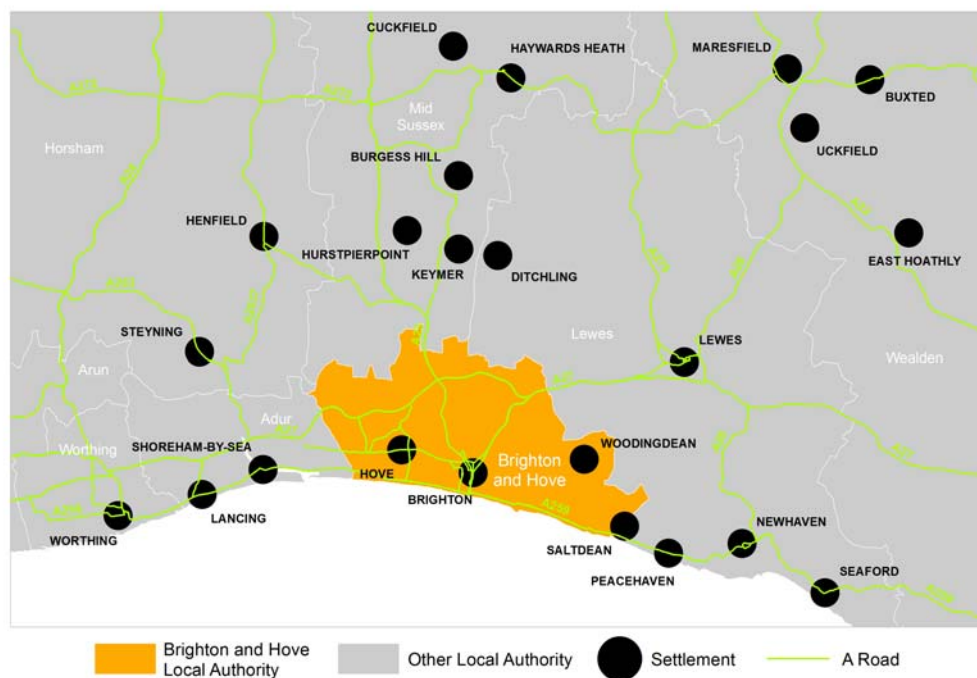 CUCKFIELD
HAYWARDS HEATH
MARESFIELD
BUXTED
Mid
Sussex
UCKFIELD
Horsham
BURGESS HILL
HENFIELD
HURSTPIERPOINT
KEYMER
DITCHLING
EAST HOATHLY
STEYNING
Lewes
LEWES
Wealden
Arun
Adur
Worthing
SHOREHAM-BY-SEA
HOVE
BRIGHTON
Brighton
and Hove
WOODINGDEAN
A259
WORTHING
LANCING
SALTDEAN
PEACEHAVEN
NEWHAVEN
SEAFORD
Brighton and Hove
Local Authority
Other Local Authority
Settlement
A Road